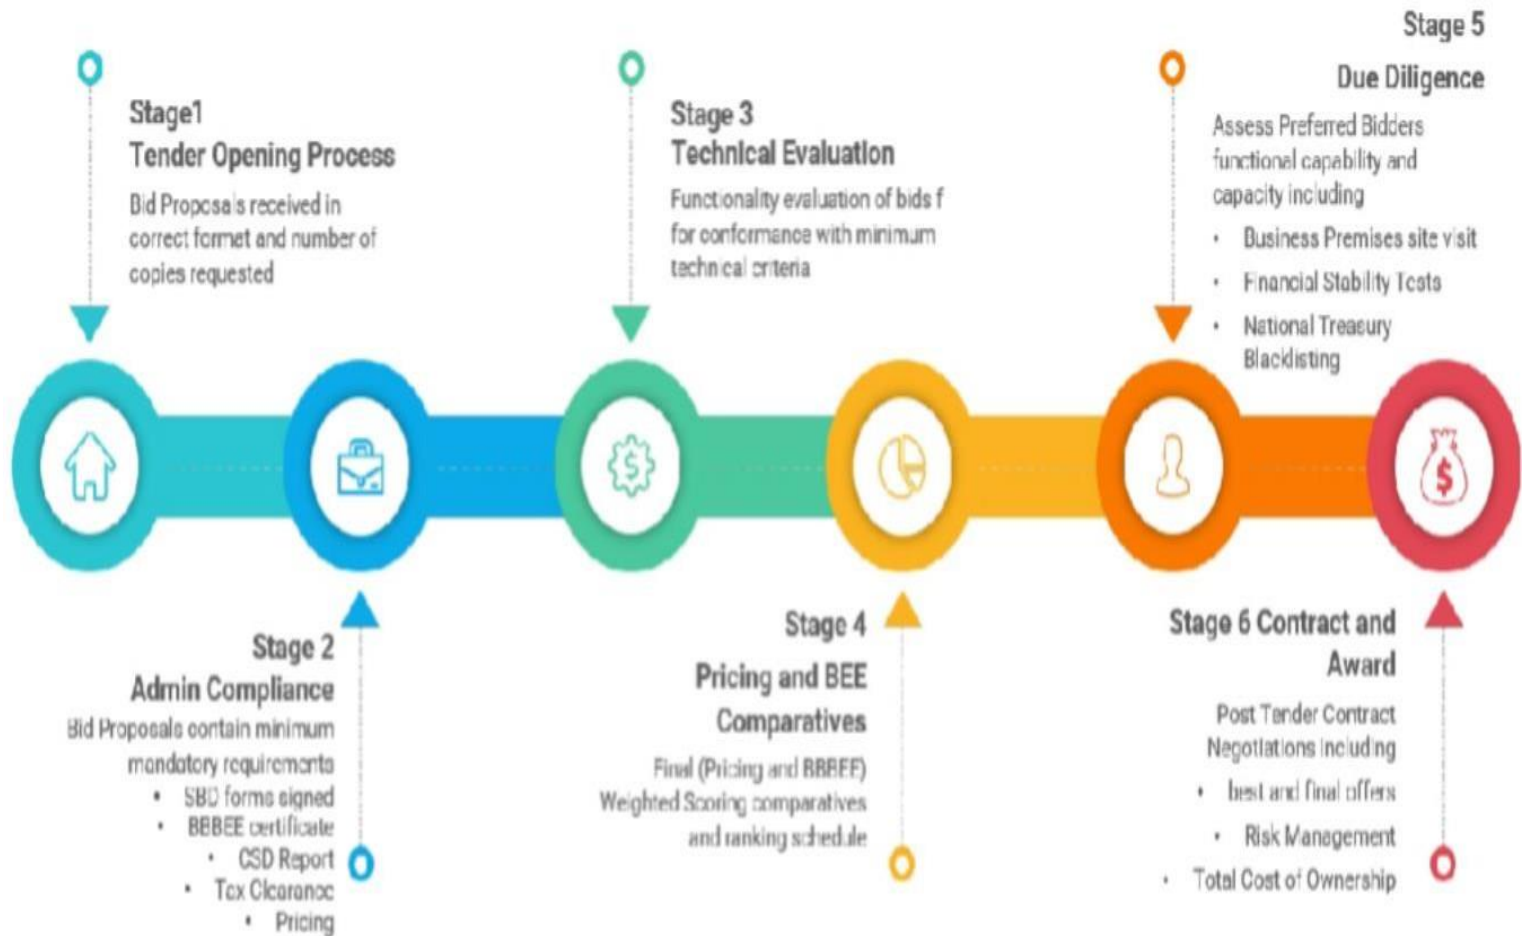 Stage1
Tender Opening Process
Bid Proposals received in
correct format and number of
copies requested
Stage 2
Admin Compliance
Bid Proposals contain minimum
mandatory requirements
• SBD forms signed
• BBBEE certificate
• CSD Report
• Tax Clearance
• Pricing
Stage 3
Technical Evaluation
Functionality evaluation of bids f
for conformance with minimum
technical criteria
Stage 4
Pricing and BEE
Comparatives
Final (Pricing and BBBEE)
Weighted Scoring comparatives
and ranking schedule
Stage 5
Due Diligence
Assess Preferred Bidders
functional capability and
capacity including
• Business Premises site visit
• Financial Stability Tests
• National Treasury
Blacklisting
Stage 6 Contract and
Award
Post Tender Contract
Negotiations Including
• best and final offers
• Risk Management
• Total Cost of Ownership
$
$